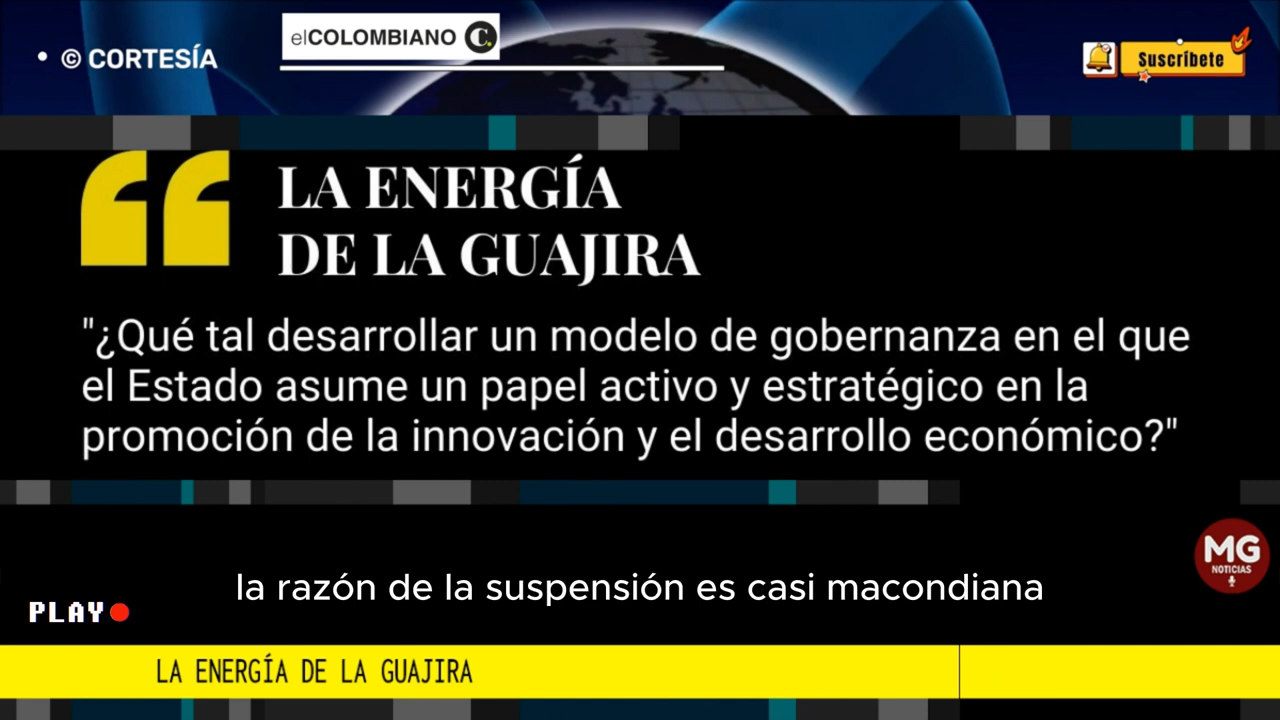 • © CORTESÍA
elCOLOMBIANO C.
Suscríbete
“ LA ENERGÍA
DE LA GUAJIRA
"¿Qué tal desarrollar un modelo de gobernanza en el que
el Estado asume un papel activo y estratégico en la
promoción de la innovación y el desarrollo económico?"
MG
NOTICIAS
la razón de la suspensión es casi macondiana
PLAY
LA ENERGÍA DE LA GUAJIRA